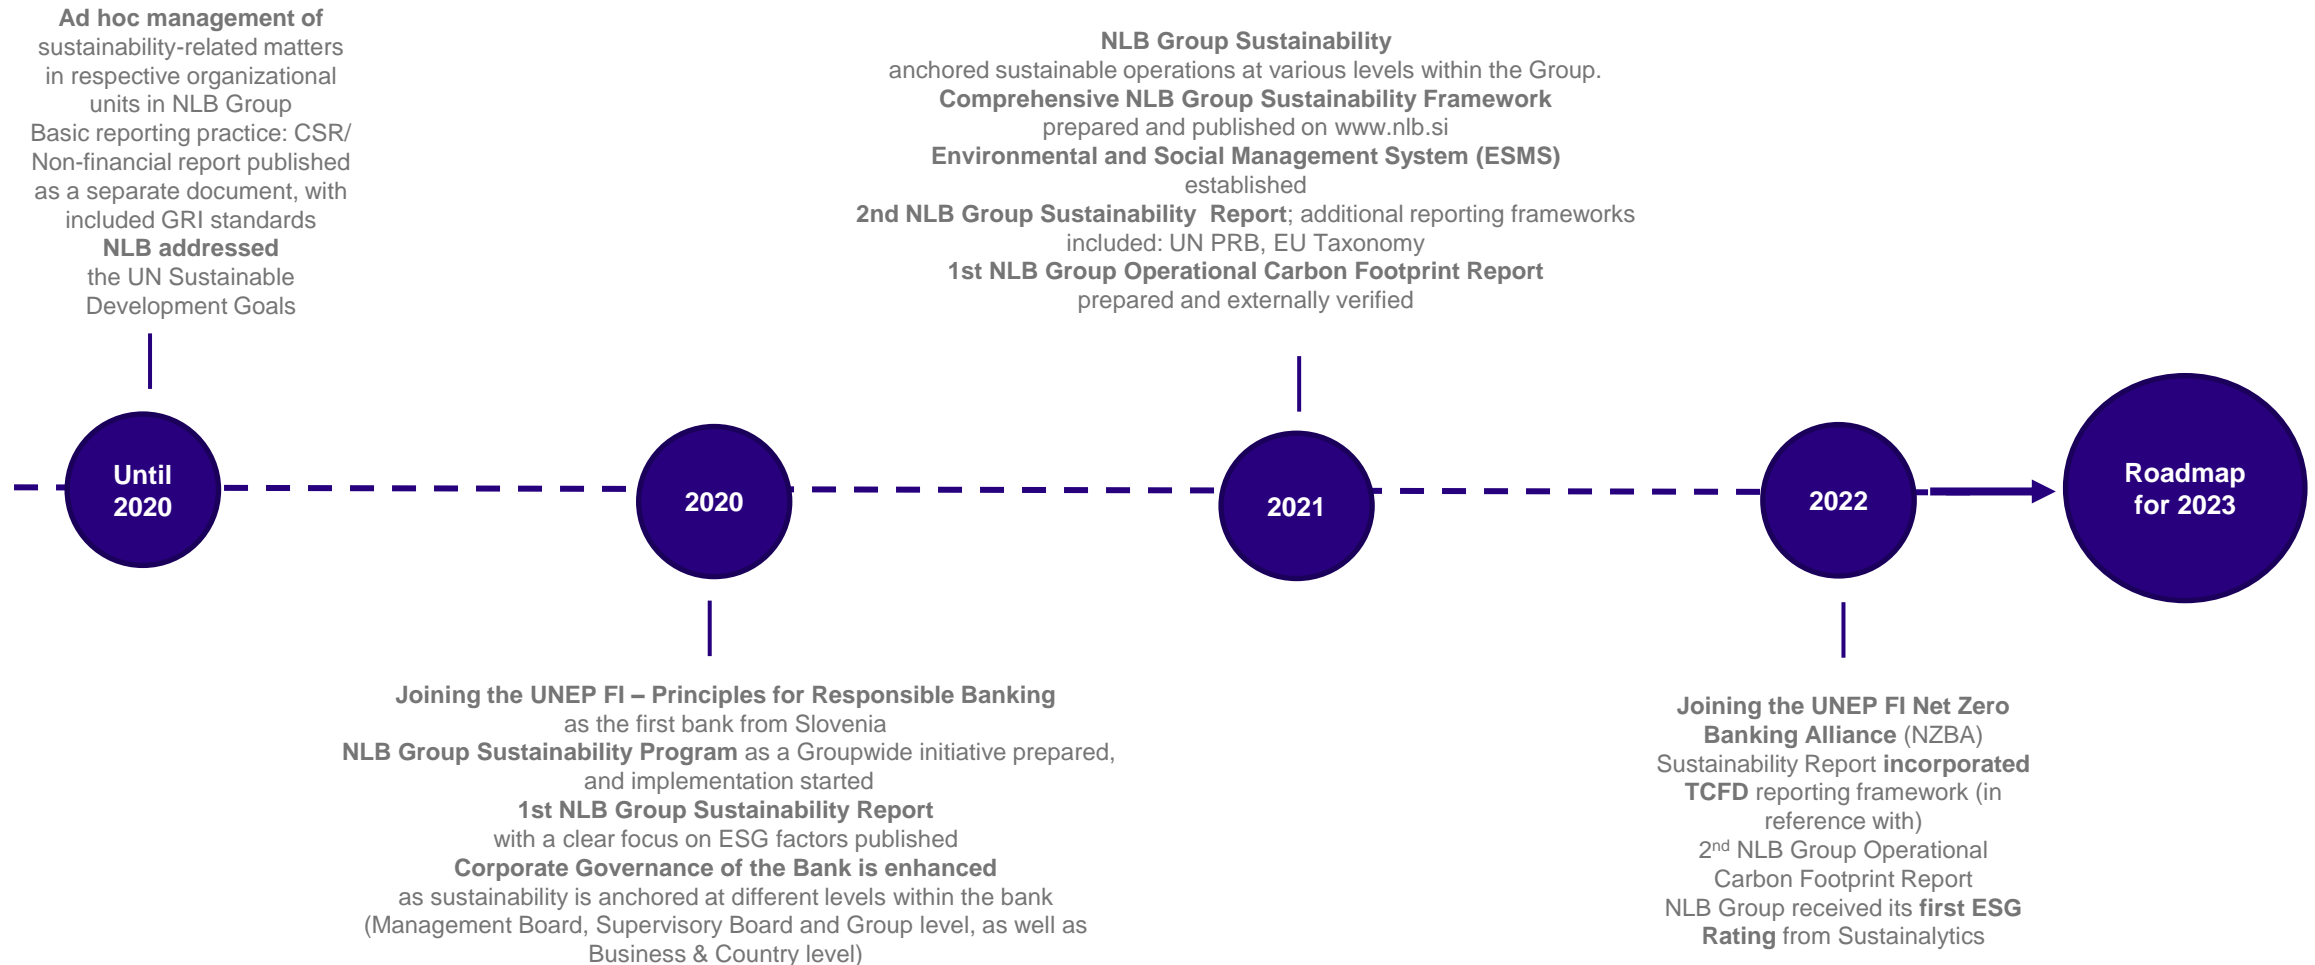 Ad hoc management of
sustainability-related matters
in respective organizational
units in NLB Group
Basic reporting practice: CSR/
Non-financial report published
as a separate document, with
included GRI standards
NLB addressed
the UN Sustainable
Development Goals
NLB Group Sustainability
anchored sustainable operations at various levels within the Group.
Comprehensive NLB Group Sustainability Framework
prepared and published on www.nlb.si
Environmental and Social Management System (ESMS)
established
2nd NLB Group Sustainability Report; additional reporting frameworks
included: UN PRB, EU Taxonomy
1st NLB Group Operational Carbon Footprint Report
prepared and externally verified
Until
2020
2020
2021
2022
Roadmap
for 2023
Joining the UNEP FI – Principles for Responsible Banking
as the first bank from Slovenia
NLB Group Sustainability Program as a Groupwide initiative prepared,
and implementation started
1st NLB Group Sustainability Report
with a clear focus on ESG factors published
Corporate Governance of the Bank is enhanced
as sustainability is anchored at different levels within the bank
(Management Board, Supervisory Board and Group level, as well as
Business & Country level)
Joining the UNEP FI Net Zero
Banking Alliance (NZBA)
Sustainability Report incorporated
TCFD reporting framework (in
reference with)
2nd NLB Group Operational
Carbon Footprint Report
NLB Group received its first ESG
Rating from Sustainalytics